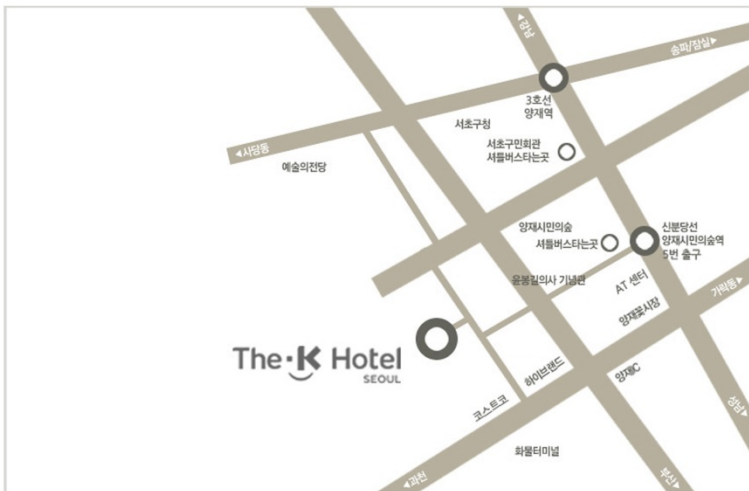 ◀강남
송파/잠실▶
3호선
양재역
서초구청
◀사당동
예술의전당
서초구민회관
셔틀버스타는곳
양재시민의숲
셔틀버스타는곳
신분당선
양재시민의숲역
5번 출구
윤봉길의사 기념관
AT 센터
가락동▶
양재꽃시장
The K Hotel
SEOUL
하이브랜드
양재IC
코스트코
성남▶
화물터미널
◀과천
부산▶